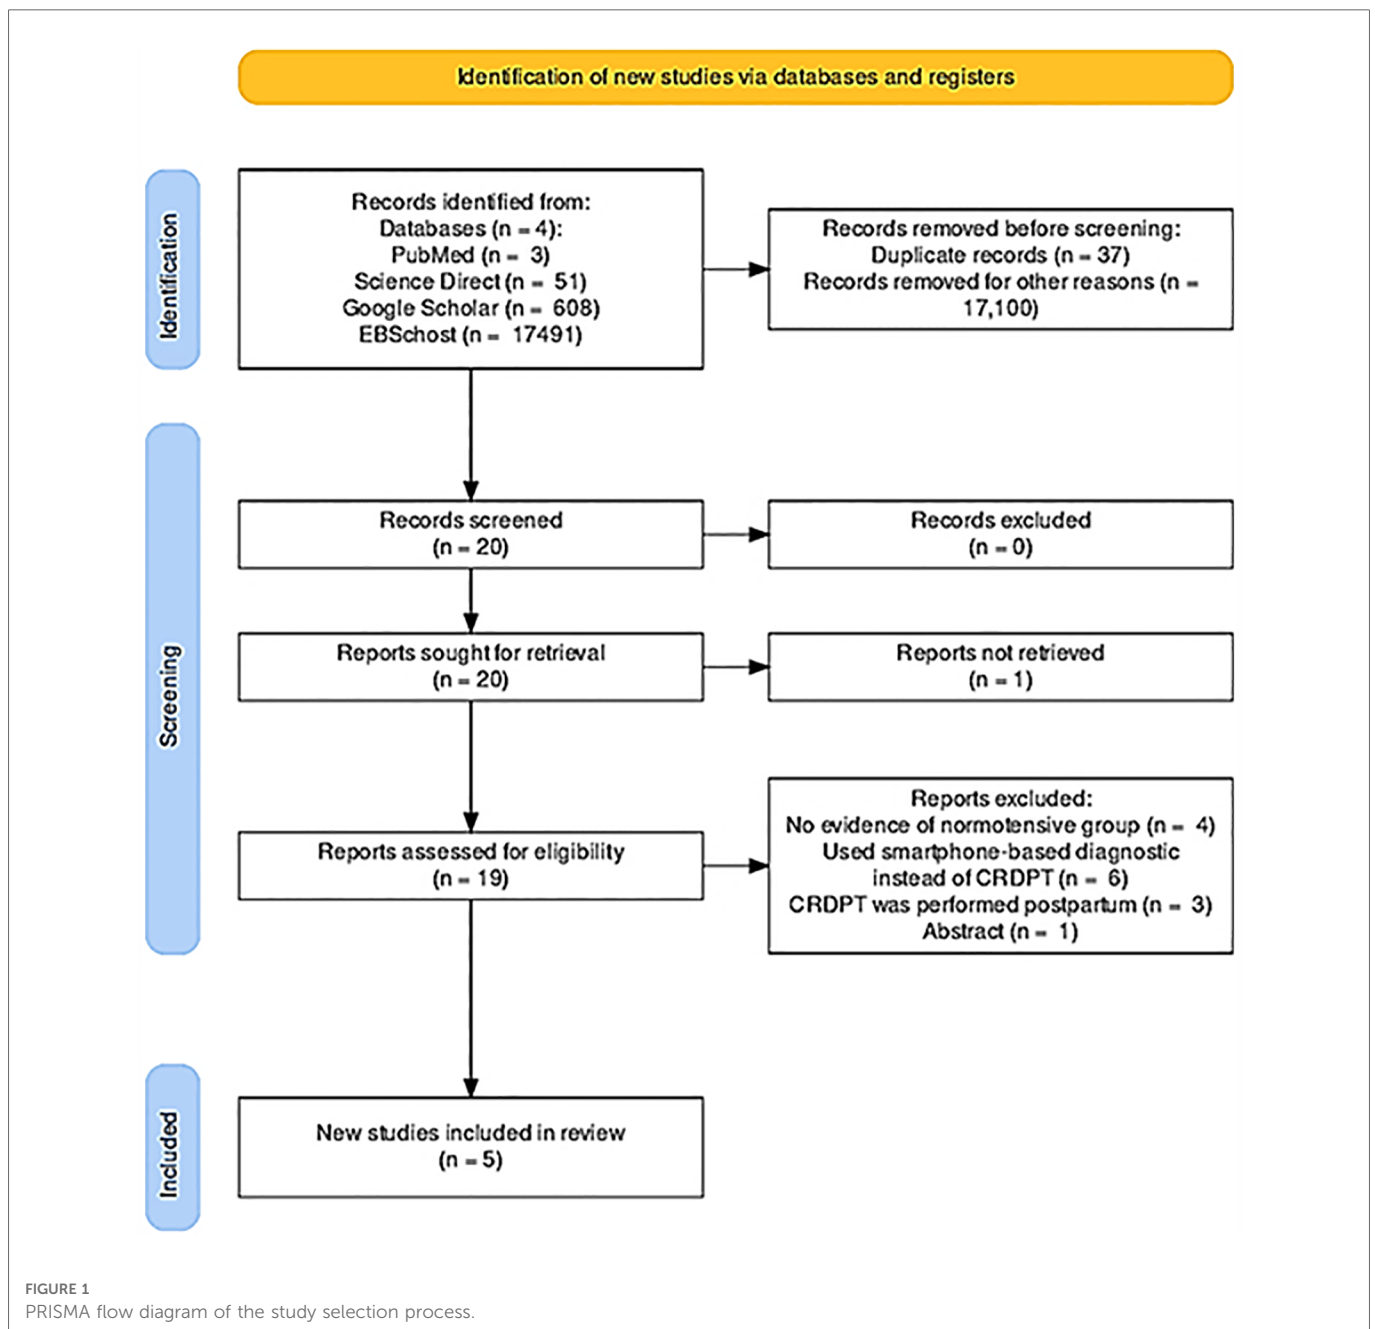 Identification of new studies via databases and registers
Identification
Records identified from:
Databases (n = 4):
PubMed (n = 3)
Science Direct (n = 51)
Google Scholar (n = 608)
EBSchost (n = 17491)
Records removed before screening:
Duplicate records (n = 37)
Records removed for other reasons (n =
17,100)
Screening
Records screened
(n = 20)
Records excluded
(n = 0)
Reports sought for retrieval
(n = 20)
Reports not retrieved
(n = 1)
Reports assessed for eligibility
(n = 19)
Reports excluded:
No evidence of normotensive group (n = 4)
Used smartphone-based diagnostic
instead of CRDPT (n = 6)
CRDPT was performed postpartum (n = 3)
Abstract (n = 1)
Included
New studies included in review
(n = 5)
FIGURE 1
PRISMA flow diagram of the study selection process.